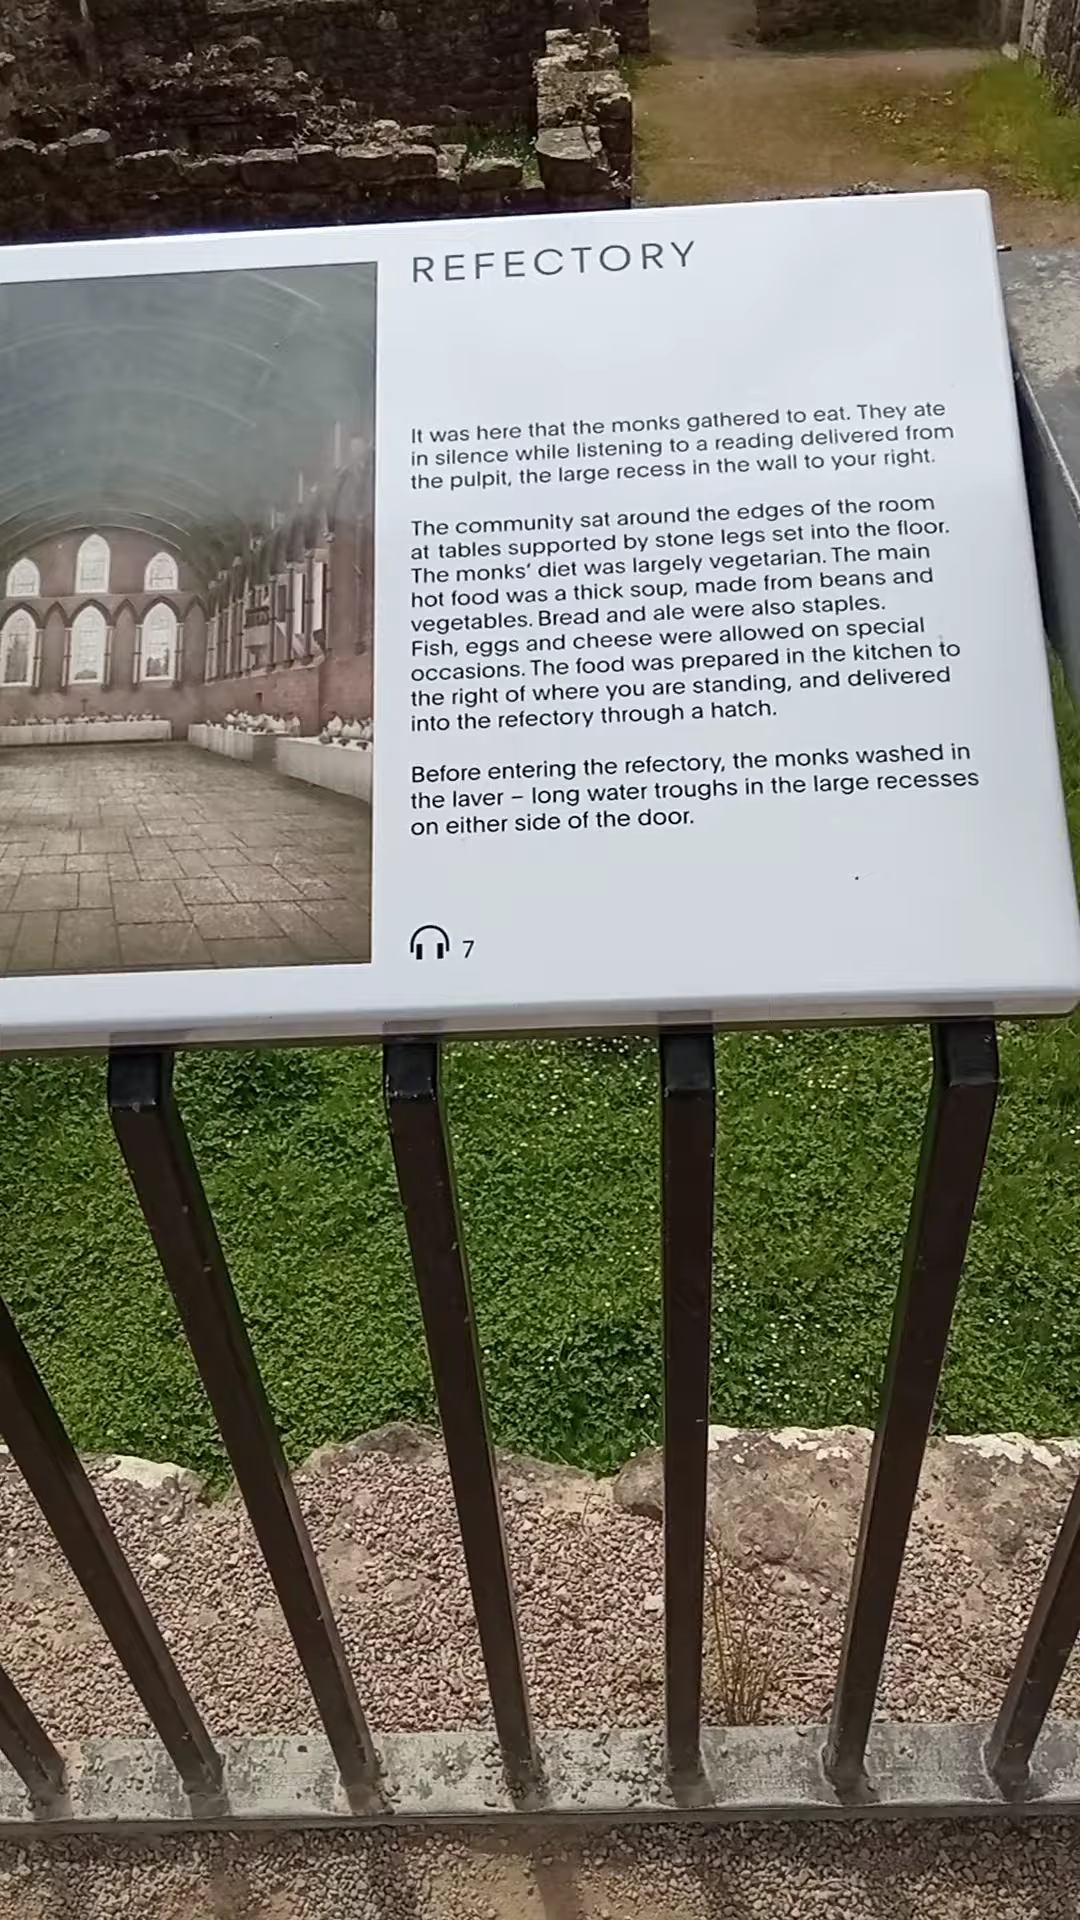 REFECTORY
It was here that the monks gathered to eat. They ate
in silence while listening to a reading delivered from
the pulpit, the large recess in the wall to your right.
The community sat around the edges of the room
at tables supported by stone legs set into the floor.
The monks’ diet was largely vegetarian. The main
hot food was a thick soup, made from beans and
vegetables. Bread and ale were also staples.
Fish, eggs and cheese were allowed on special
occasions. The food was prepared in the kitchen to
the right of where you are standing, and delivered
into the refectory through a hatch.
Before entering the refectory, the monks washed in
the laver – long water troughs in the large recesses
on either side of the door.
7